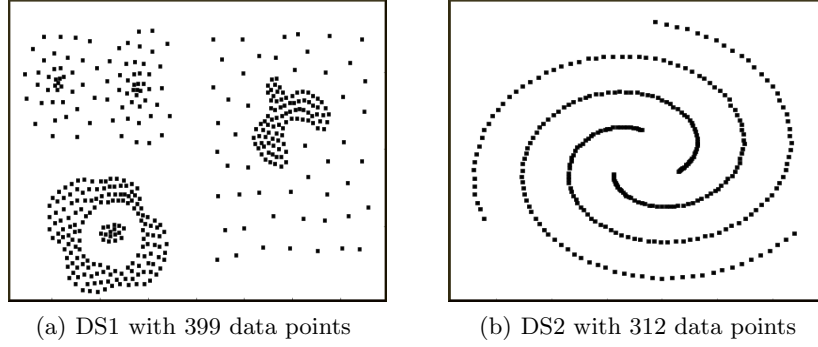 (a) DS1 with 399 data points
(b) DS2 with 312 data points